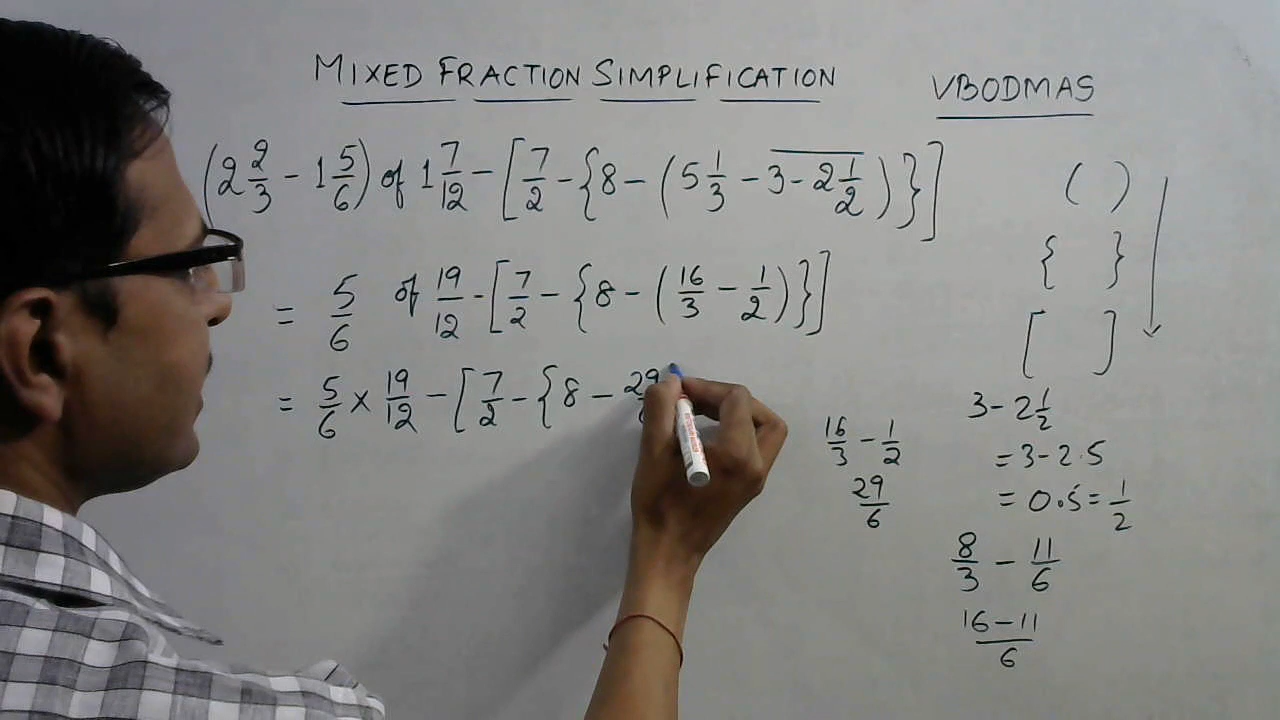 MIXED FRACTION SIMPLIFICATION
VBODMAS
(2 2/3 - 1 5/6) of 1 7/12 - [7/2 - {8 - (5 1/3 - 3̅ ̅-̅ ̅2̅ ̅1̅/̅2̅)}]
= 5/6 of 19/12 - [7/2 - {8 - (16/3 - 1/2)}]
= 5/6 × 19/12 - [7/2 - {8 - 29
( )
{ }
[ ]
16/3 - 1/2
29/6
3 - 2 1/2
= 3 - 2.5
= 0.5 = 1/2
8/3 - 11/6
16 - 11/6